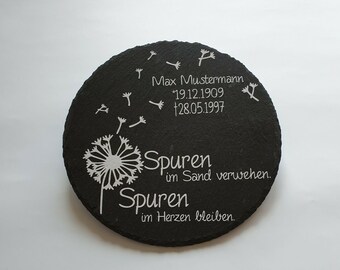 Max Mustermann
*19.12.1909
†28.05.1997
Spuren
im Sand verwehen.
Spuren
im Herzen bleiben.